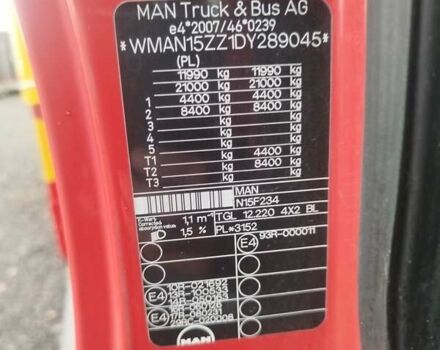 MAN Truck & Bus AG
e4*2007/46*0239
*WMAN15ZZ1DY289045*
(PL)
11990 kg 11990 kg
21000 kg 21000 kg
1 4400 kg 4400 kg
2 8400 kg 8400 kg
3 kg kg
4 kg kg
5 kg 4400 kg
T1 kg 8400 kg
T2 kg kg
T3 kg kg
MAN
N15F234
1,1 m⁻¹ TGL 12.220 4X2 BL
1,5 % PL*3152
E4 93R-000011
E4
MAN